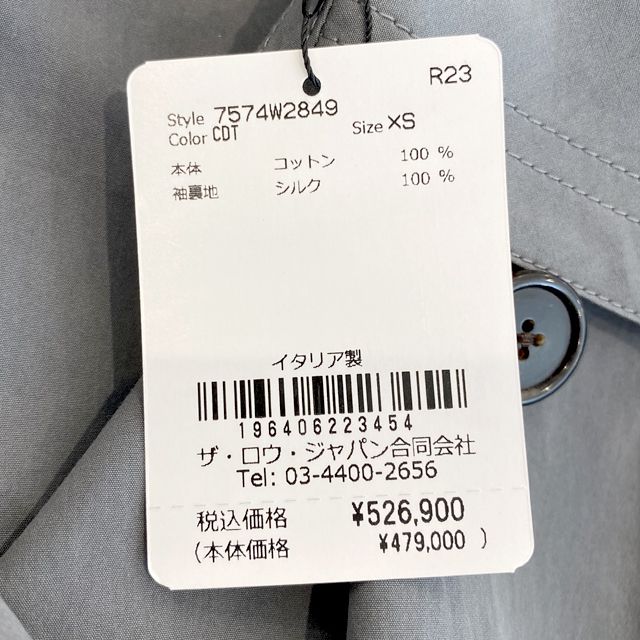 R23
Style 7574W2849
Color CDT Size XS
本体 コットン 100 %
袖裏地 シルク 100 %
イタリア製
196406223454
ザ・ロウ・ジャパン合同会社
Tel: 03-4400-2656
税込価格 ¥526,900
(本体価格 ¥479,000 )